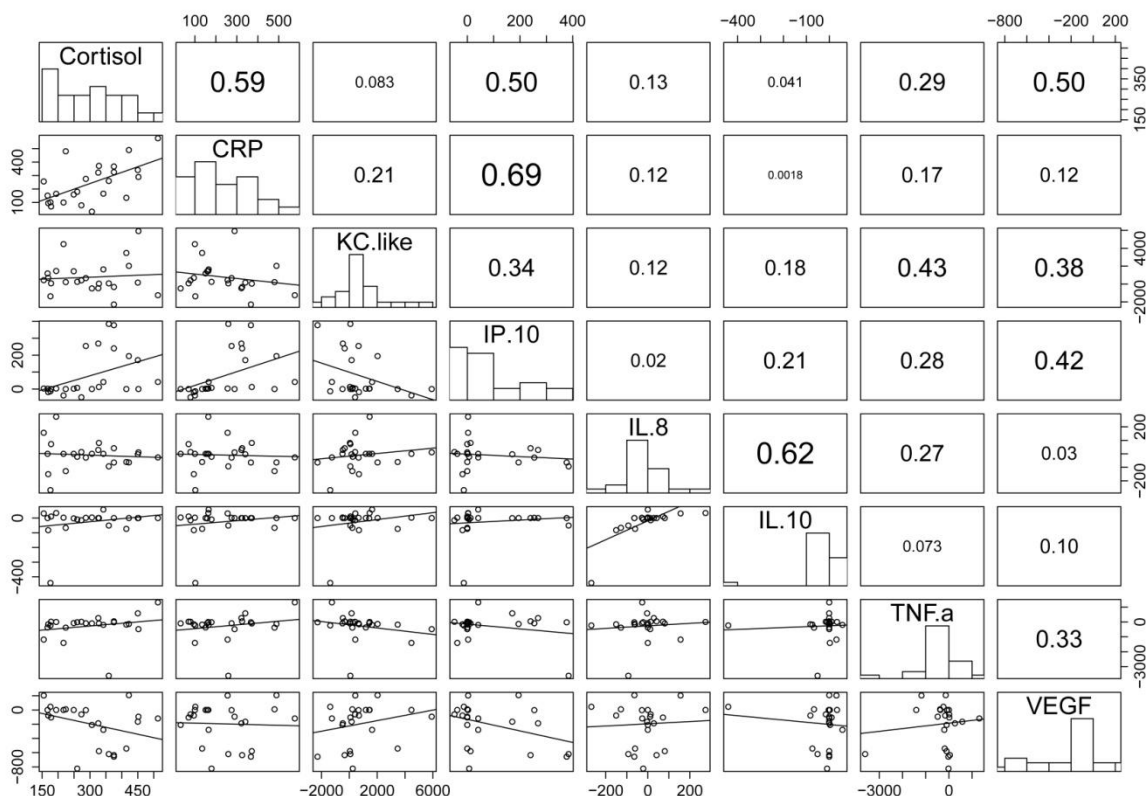 100 300 500 0 200 400 -400 -200 0 -800 -200 200
Cortisol 0.59 0.083 0.50 0.13 0.041 0.29 0.50 150 350
100 400 CRP 0.21 0.69 0.12 0.0018 0.17 0.12
KC.like 0.34 0.12 0.18 0.43 0.38 -2000 4000
0 200 IP.10 0.02 0.21 0.28 0.42
IL.8 0.62 0.27 0.03 -200 200
-400 0 IL.10 0.073 0.10
TNF.a 0.33 -3000 0
-800 0 VEGF
150 300 450 -2000 2000 6000 -200 0 200 -3000 0